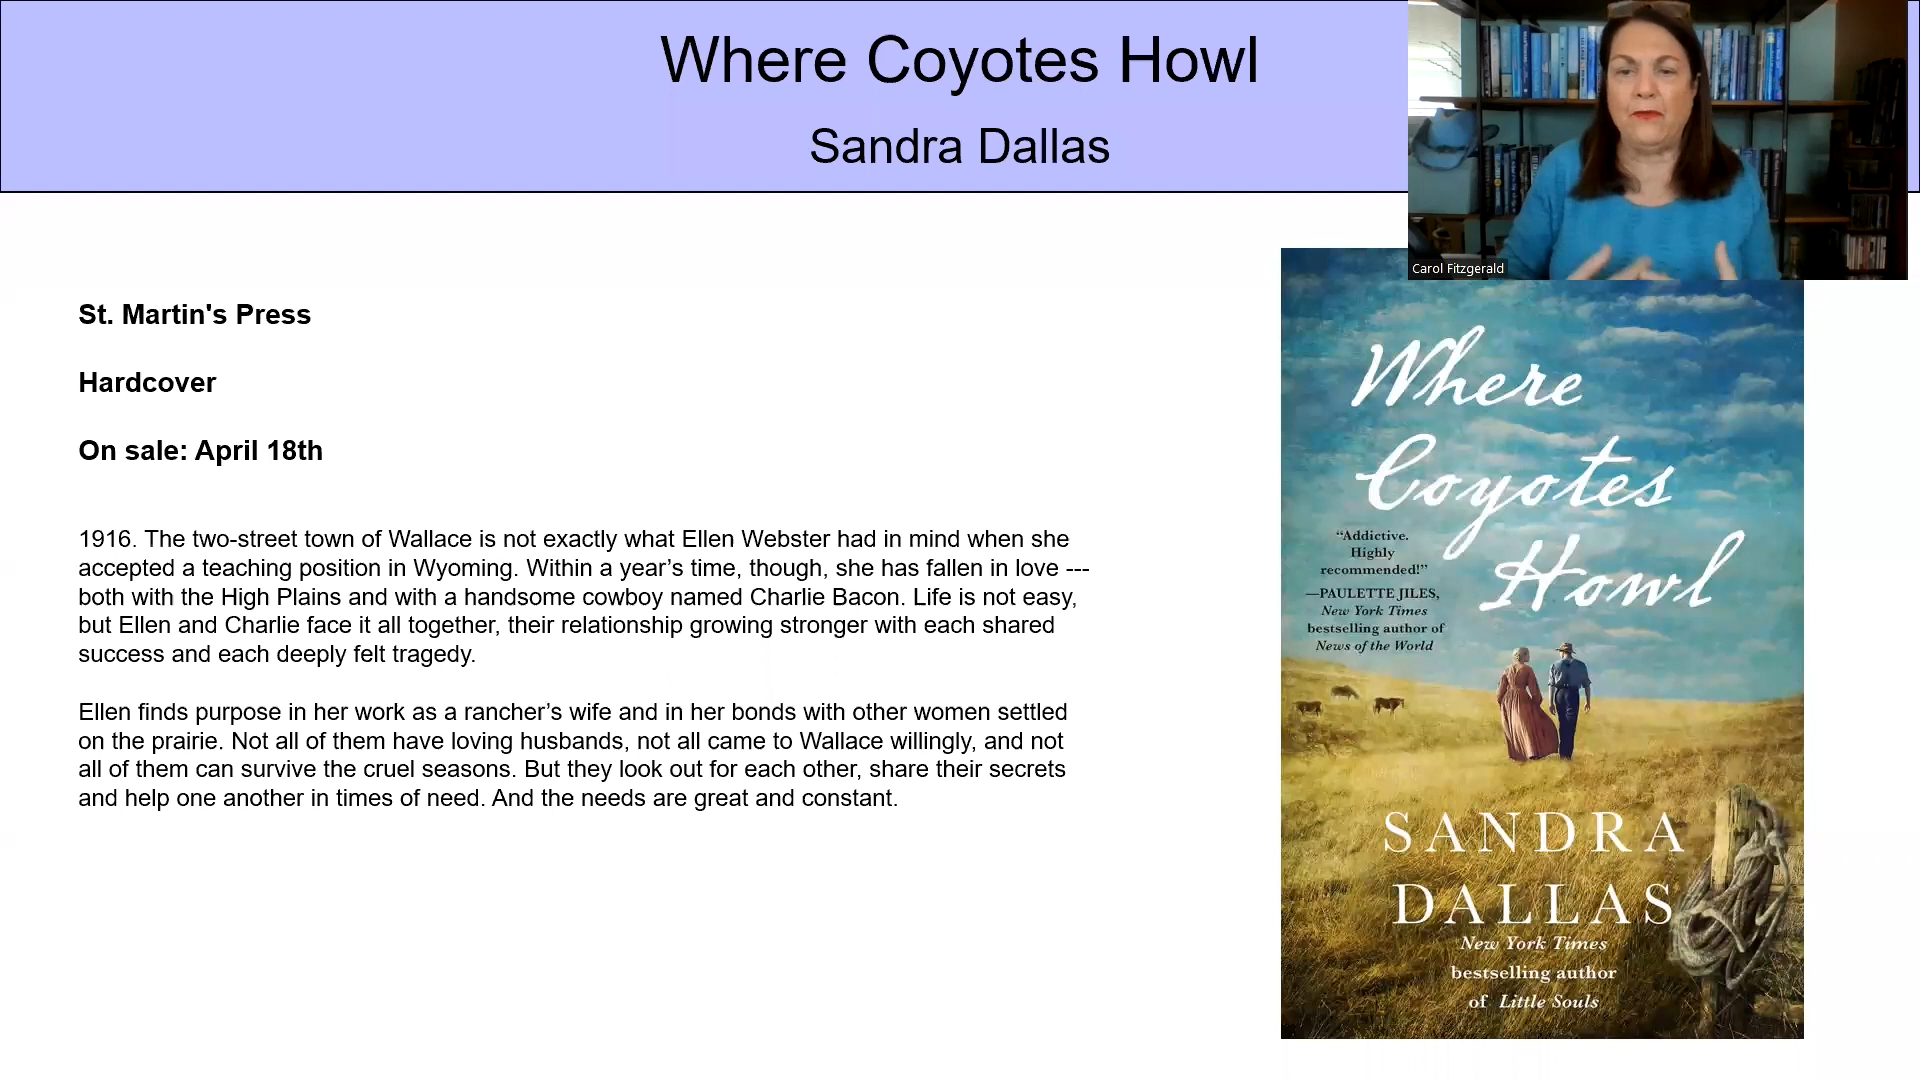 Where Coyotes Howl
Sandra Dallas
Carol Fitzgerald
St. Martin's Press
Hardcover
On sale: April 18th
1916. The two-street town of Wallace is not exactly what Ellen Webster had in mind when she
accepted a teaching position in Wyoming. Within a year’s time, though, she has fallen in love ---
both with the High Plains and with a handsome cowboy named Charlie Bacon. Life is not easy,
but Ellen and Charlie face it all together, their relationship growing stronger with each shared
success and each deeply felt tragedy.
Ellen finds purpose in her work as a rancher’s wife and in her bonds with other women settled
on the prairie. Not all of them have loving husbands, not all came to Wallace willingly, and not
all of them can survive the cruel seasons. But they look out for each other, share their secrets
and help one another in times of need. And the needs are great and constant.
Where
Coyotes
Howl
“Addictive.
Highly
recommended!”
—PAULETTE JILES,
New York Times
bestselling author of
News of the World
SANDRA
DALLAS
New York Times
bestselling author
of Little Souls